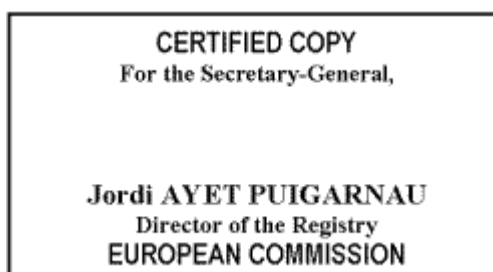 CERTIFIED COPY
For the Secretary-General,
Jordi AYET PUIGARNAU
Director of the Registry
EUROPEAN COMMISSION